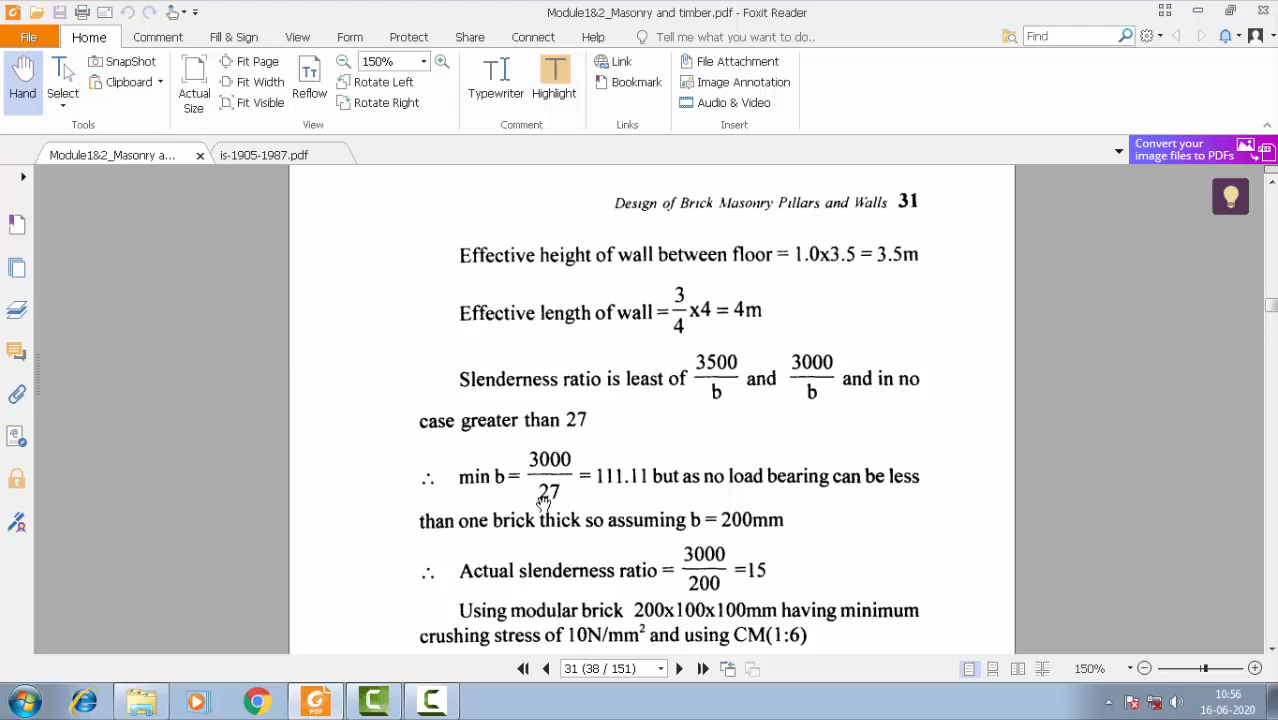 Module1&2_Masonry and timber.pdf - Foxit Reader
File Home Comment Fill & Sign View Form Protect Share Connect Help Tell me what you want to do.. Find
Hand
Select
SnapShot
Clipboard
Actual Size
Fit Page
Fit Width
Fit Visible
Reflow
150%
Rotate Left
Rotate Right
Typewriter
Highlight
Link
Bookmark
File Attachment
Image Annotation
Audio & Video
Tools View Comment Links Insert
Module1&2_Masonry a... is-1905-1987.pdf
Convert your
image files to PDFs
Design of Brick Masonry Pillars and Walls 31
Effective height of wall between floor = 1.0x3.5 = 3.5m
Effective length of wall = 3/4 x4 = 4m
Slenderness ratio is least of 3500/b and 3000/b and in no
case greater than 27
∴ min b = 3000/27 = 111.11 but as no load bearing can be less
than one brick thick so assuming b = 200mm
∴ Actual slenderness ratio = 3000/200 =15
Using modular brick 200x100x100mm having minimum
crushing stress of 10N/mm² and using CM(1:6)
31 (38 / 151)
150%
10:56
16-06-2020